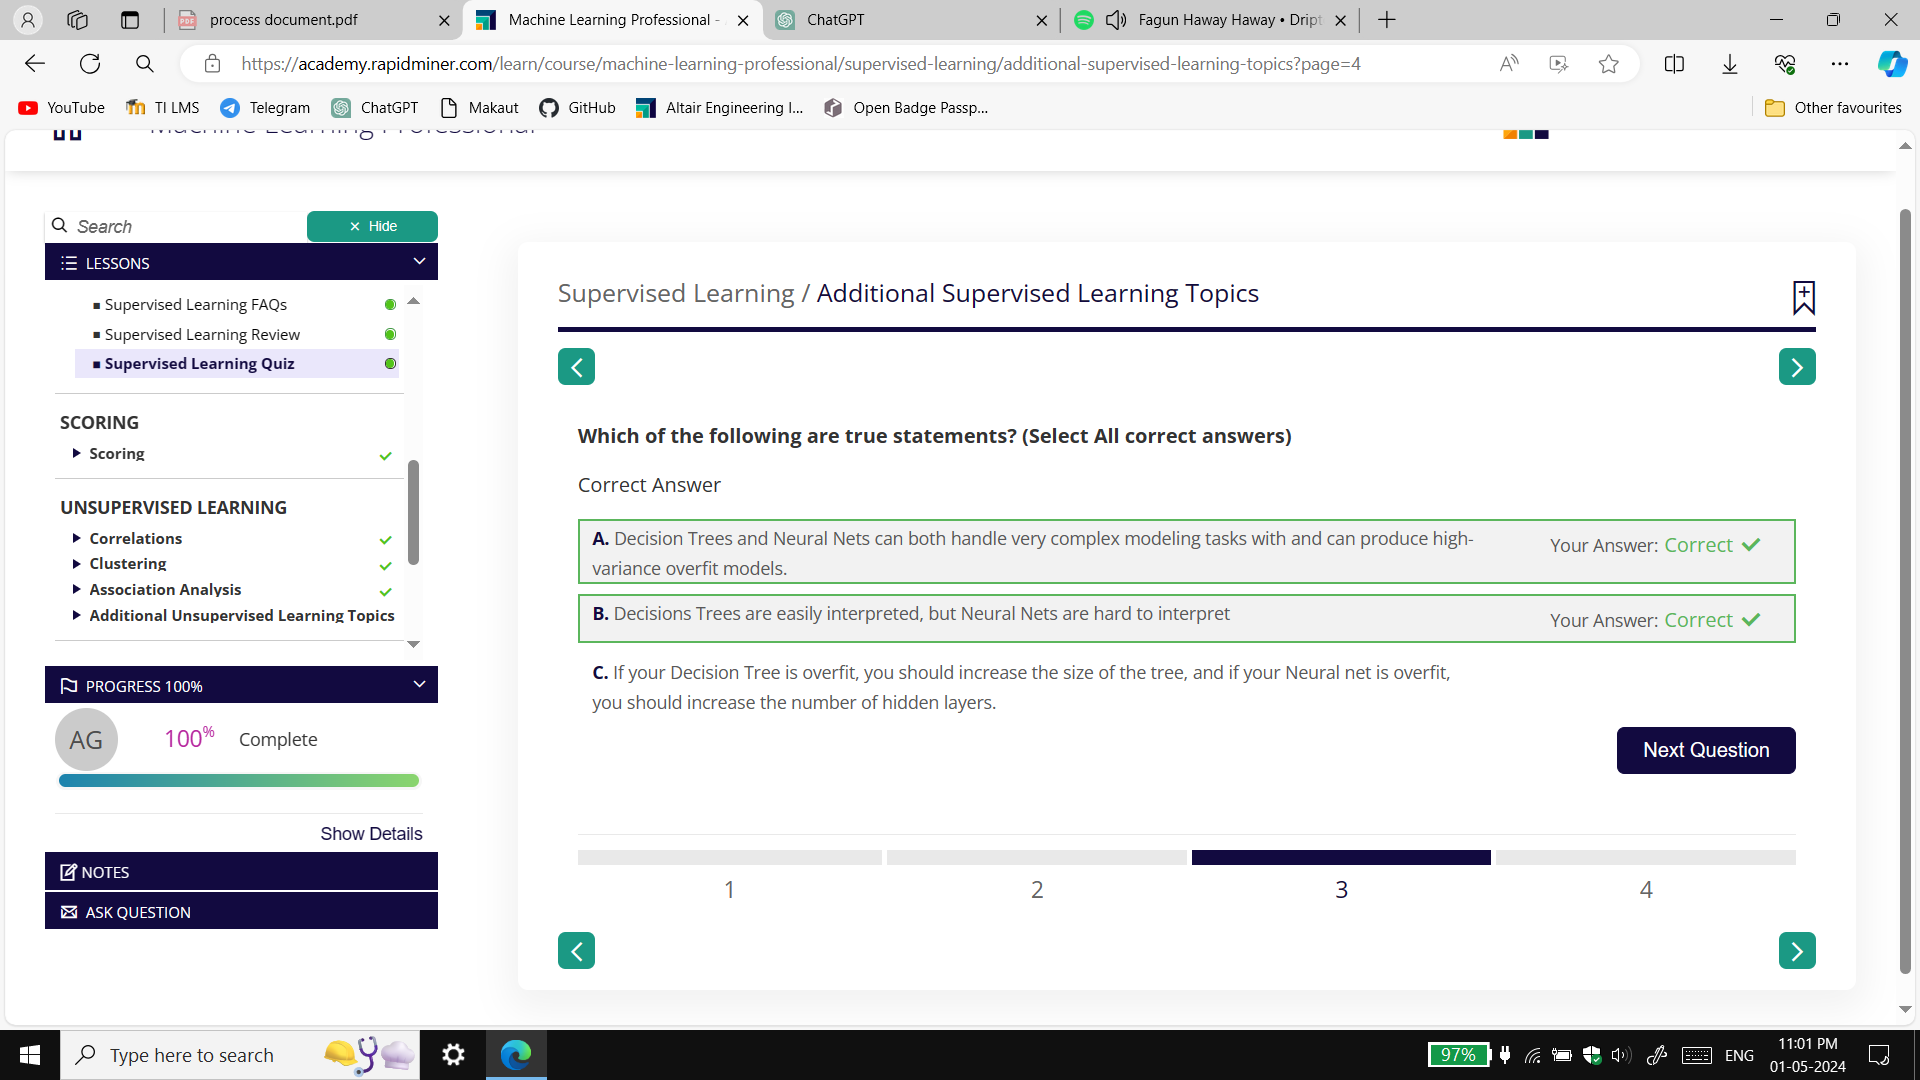 process document.pdf
Machine Learning Professional -
ChatGPT
Fagun Haway Haway • Dript
https://academy.rapidminer.com/learn/course/machine-learning-professional/supervised-learning/additional-supervised-learning-topics?page=4
YouTube
TI LMS
Telegram
ChatGPT
Makaut
GitHub
Altair Engineering I...
Open Badge Passp...
Other favourites
Machine Learning Professional
Search
× Hide
LESSONS
Supervised Learning FAQs
Supervised Learning Review
Supervised Learning Quiz
SCORING
Scoring
UNSUPERVISED LEARNING
Correlations
Clustering
Association Analysis
Additional Unsupervised Learning Topics
PROGRESS 100%
AG
100%
Complete
Show Details
NOTES
ASK QUESTION
Supervised Learning / Additional Supervised Learning Topics
Which of the following are true statements? (Select All correct answers)
Correct Answer
A. Decision Trees and Neural Nets can both handle very complex modeling tasks with and can produce high-
variance overfit models.
Your Answer: Correct
B. Decisions Trees are easily interpreted, but Neural Nets are hard to interpret
Your Answer: Correct
C. If your Decision Tree is overfit, you should increase the size of the tree, and if your Neural net is overfit,
you should increase the number of hidden layers.
Next Question
1
2
3
4
Type here to search
97%
ENG
11:01 PM
01-05-2024